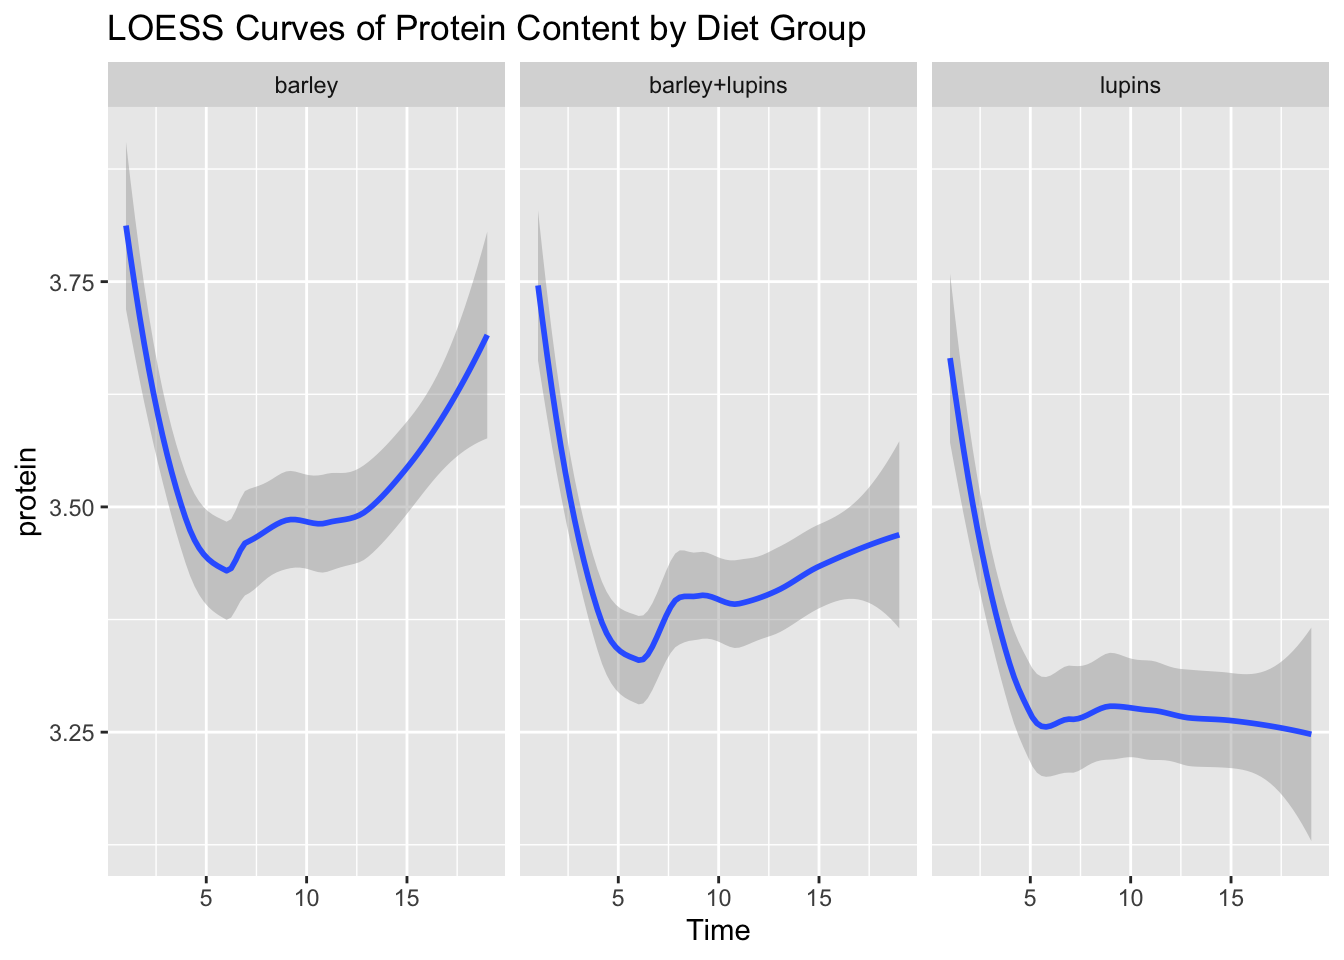 LOESS Curves of Protein Content by Diet Group
barley
barley+lupins
lupins
protein
3.75
3.50
3.25
5 10 15
5 10 15
5 10 15
Time